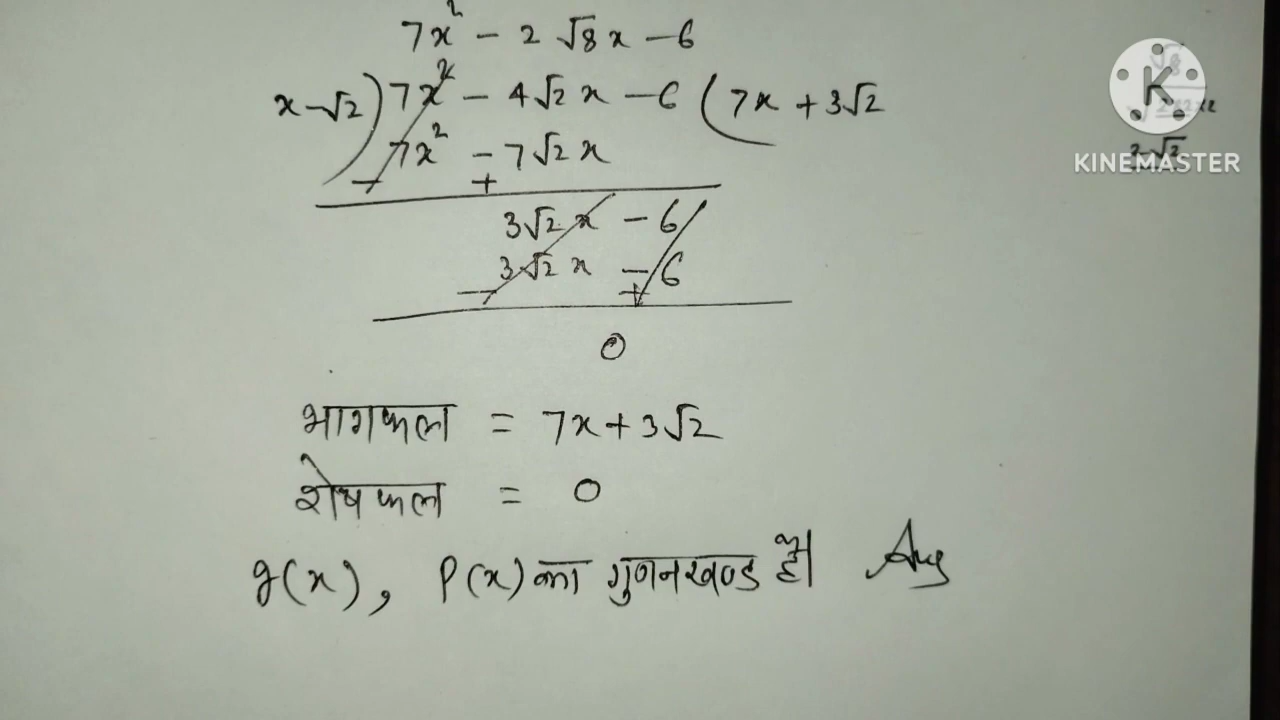 7x² - 2√8x - 6
x-√2)7x² - 4√2x - 6(7x + 3√2
7x² - 7√2x
- +
3√2x - 6
3√2x - 6
- +
0
भागफल = 7x+3√2
शेषफल = 0
g(x), P(x) का गुणनखण्ड है। Ans
KINEMASTER